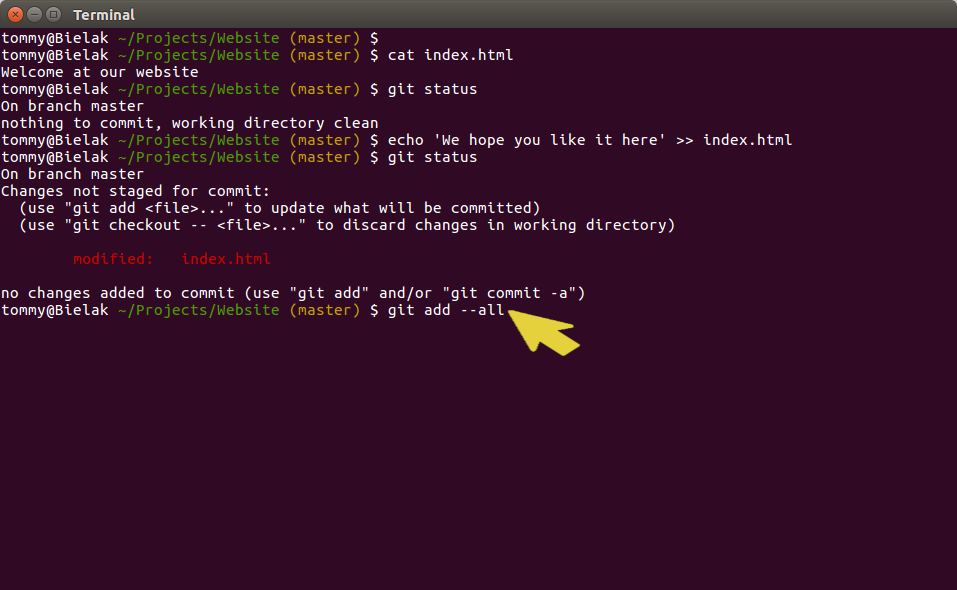 Terminal
tommy@Bielak ~/Projects/Website (master) $
tommy@Bielak ~/Projects/Website (master) $ cat index.html
Welcome at our website
tommy@Bielak ~/Projects/Website (master) $ git status
On branch master
nothing to commit, working directory clean
tommy@Bielak ~/Projects/Website (master) $ echo 'We hope you like it here' >> index.html
tommy@Bielak ~/Projects/Website (master) $ git status
On branch master
Changes not staged for commit:
  (use "git add <file>..." to update what will be committed)
  (use "git checkout -- <file>..." to discard changes in working directory)
        modified:   index.html
no changes added to commit (use "git add" and/or "git commit -a")
tommy@Bielak ~/Projects/Website (master) $ git add --all